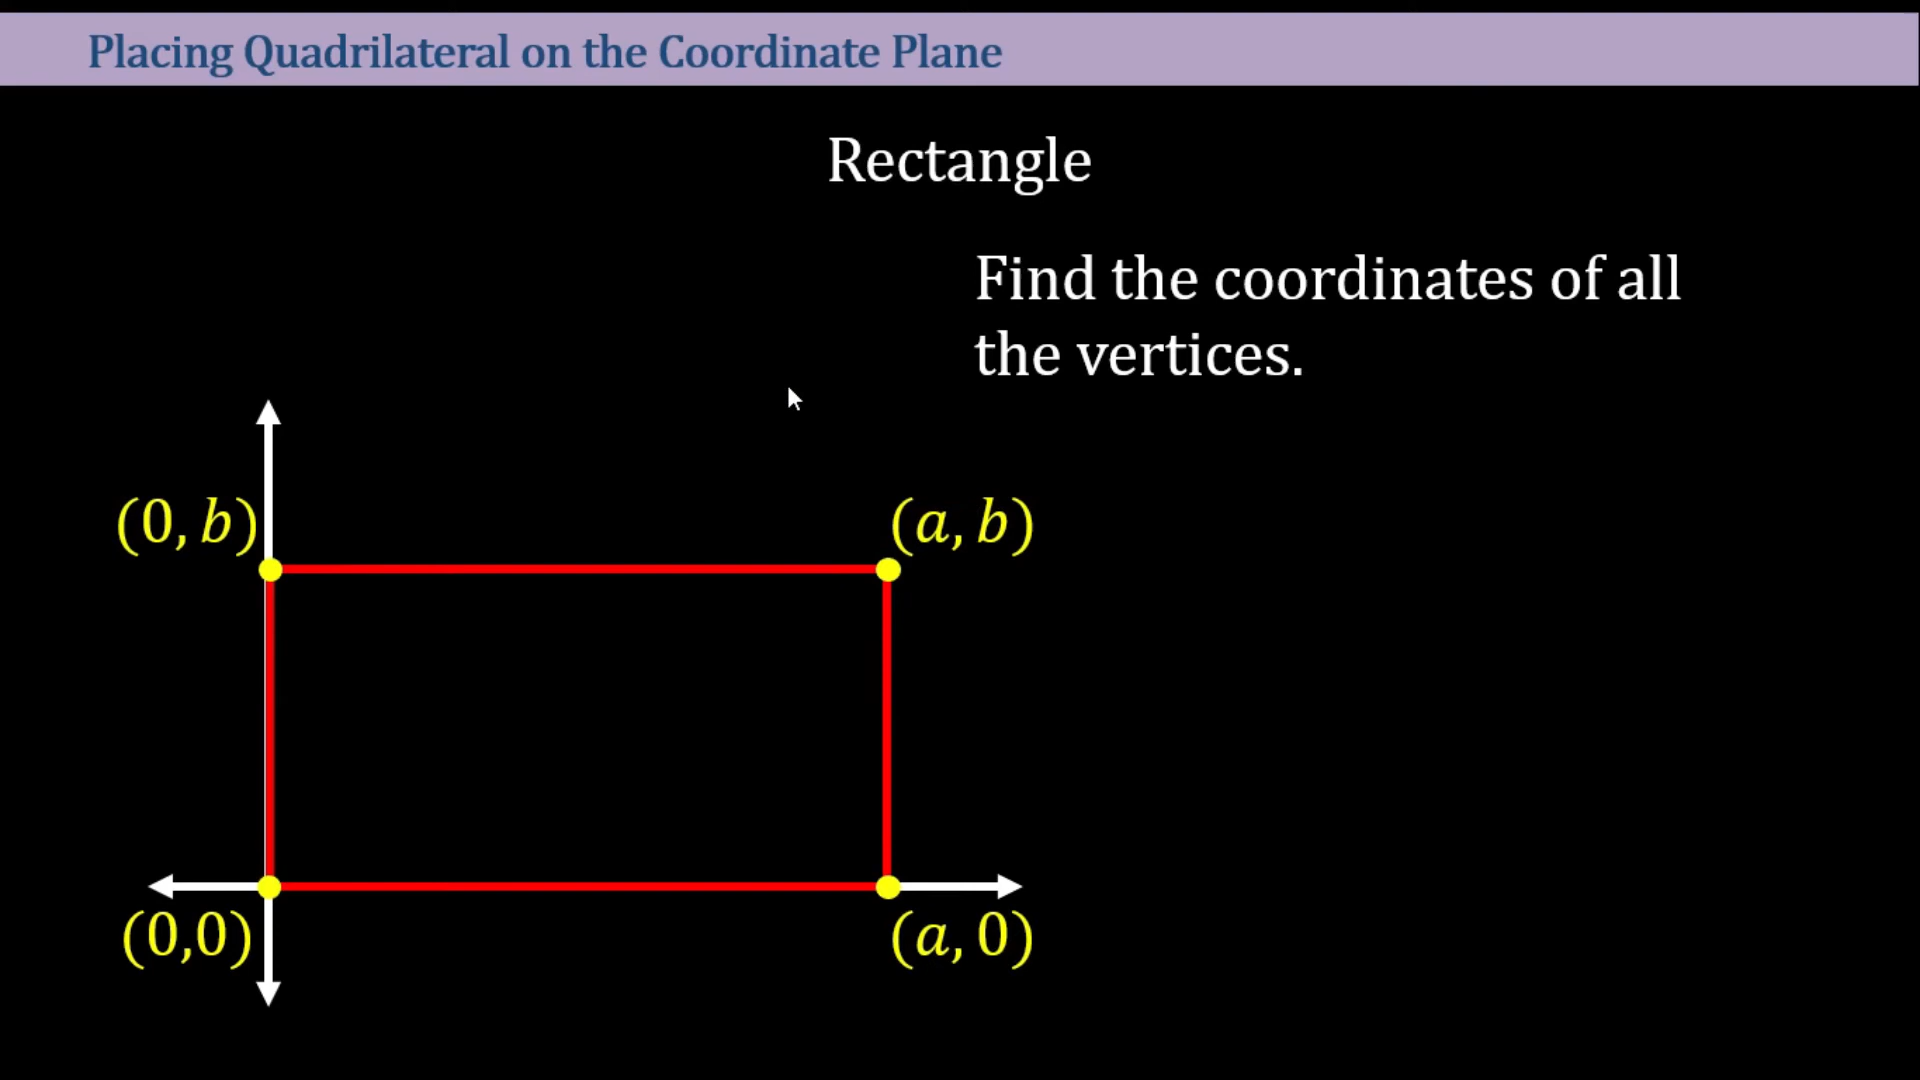 Placing Quadrilateral on the Coordinate Plane
Rectangle
Find the coordinates of all
the vertices.
(0, b)
(a, b)
(0,0)
(a, 0)